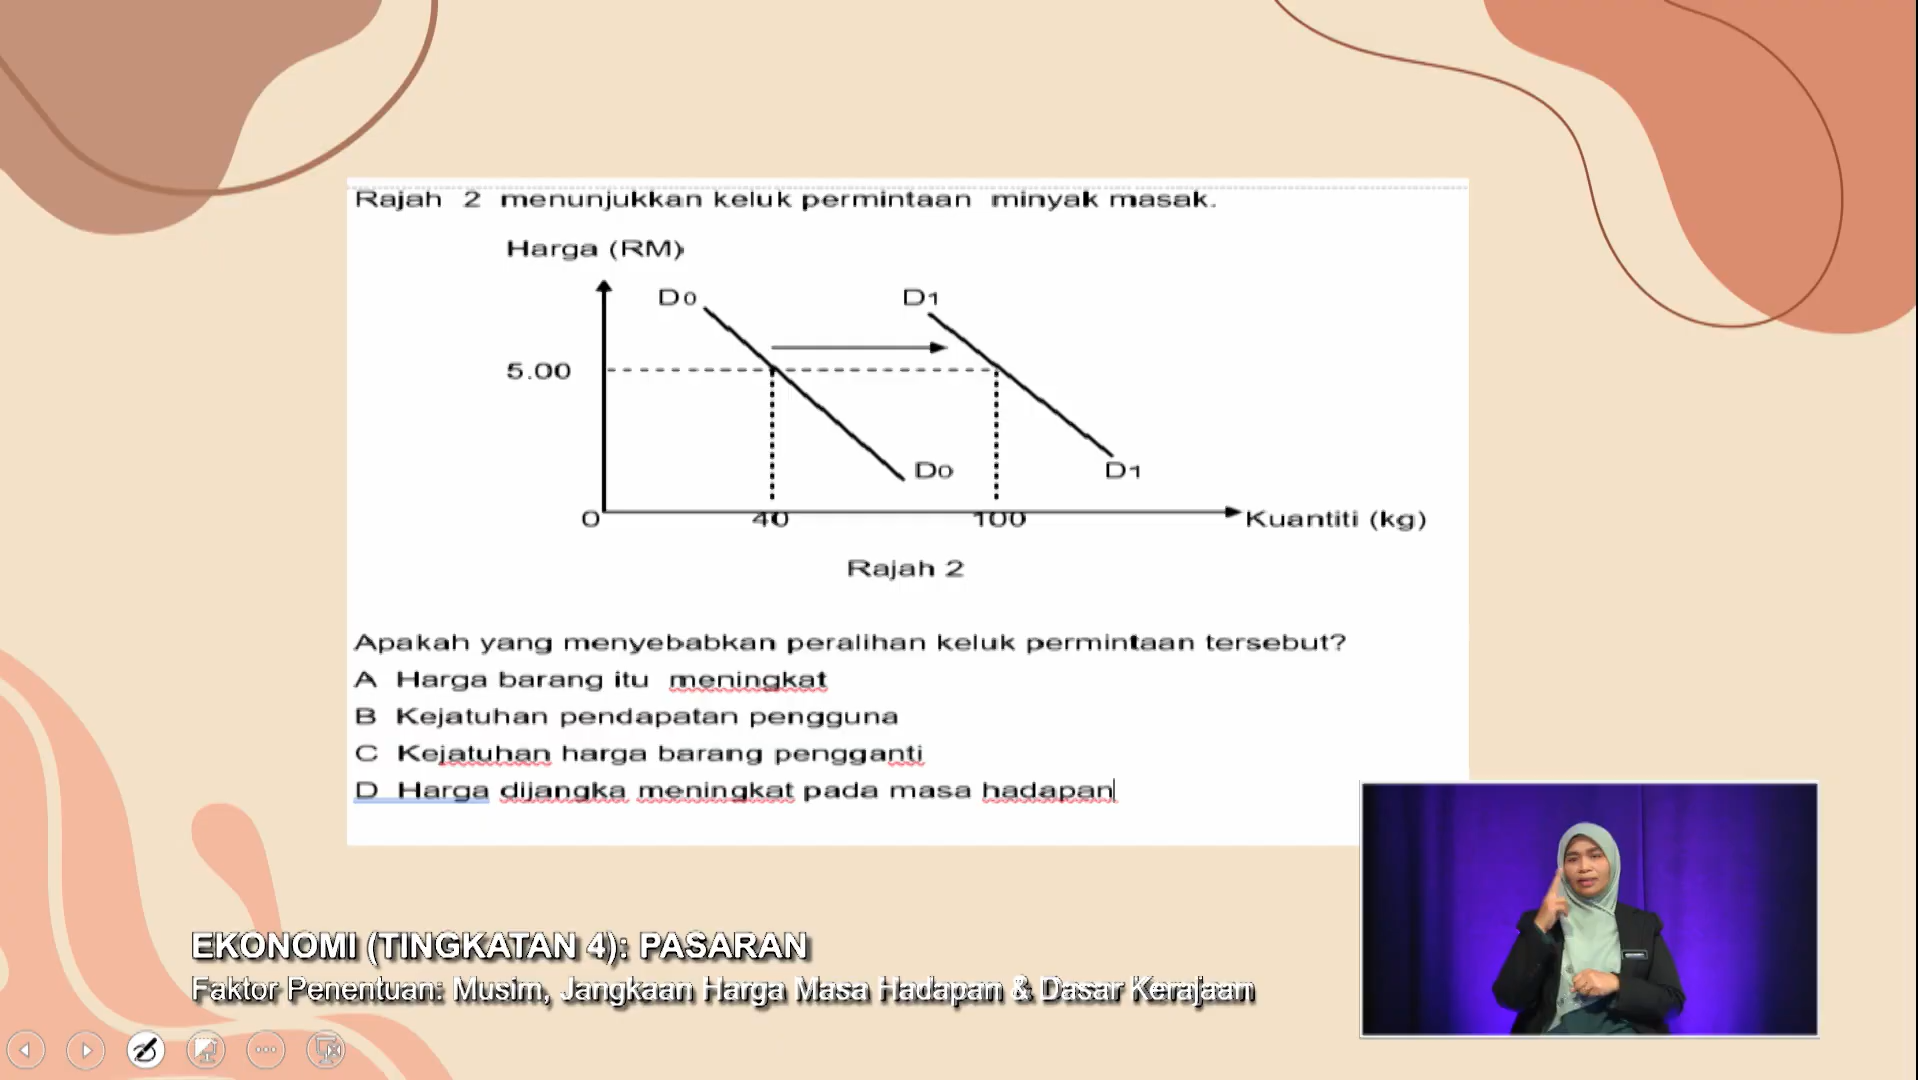 Rajah 2 menunjukkan keluk permintaan minyak masak.
Harga (RM)
D0
D1
5.00
D0
D1
0
40
100
Kuantiti (kg)
Rajah 2
Apakah yang menyebabkan peralihan keluk permintaan tersebut?
A Harga barang itu meningkat
B Kejatuhan pendapatan pengguna
C Kejatuhan harga barang pengganti
D Harga dijangka meningkat pada masa hadapan
EKONOMI (TINGKATAN 4): PASARAN
Faktor Penentuan: Musim, Jangkaan Harga Masa Hadapan & Dasar Kerajaan